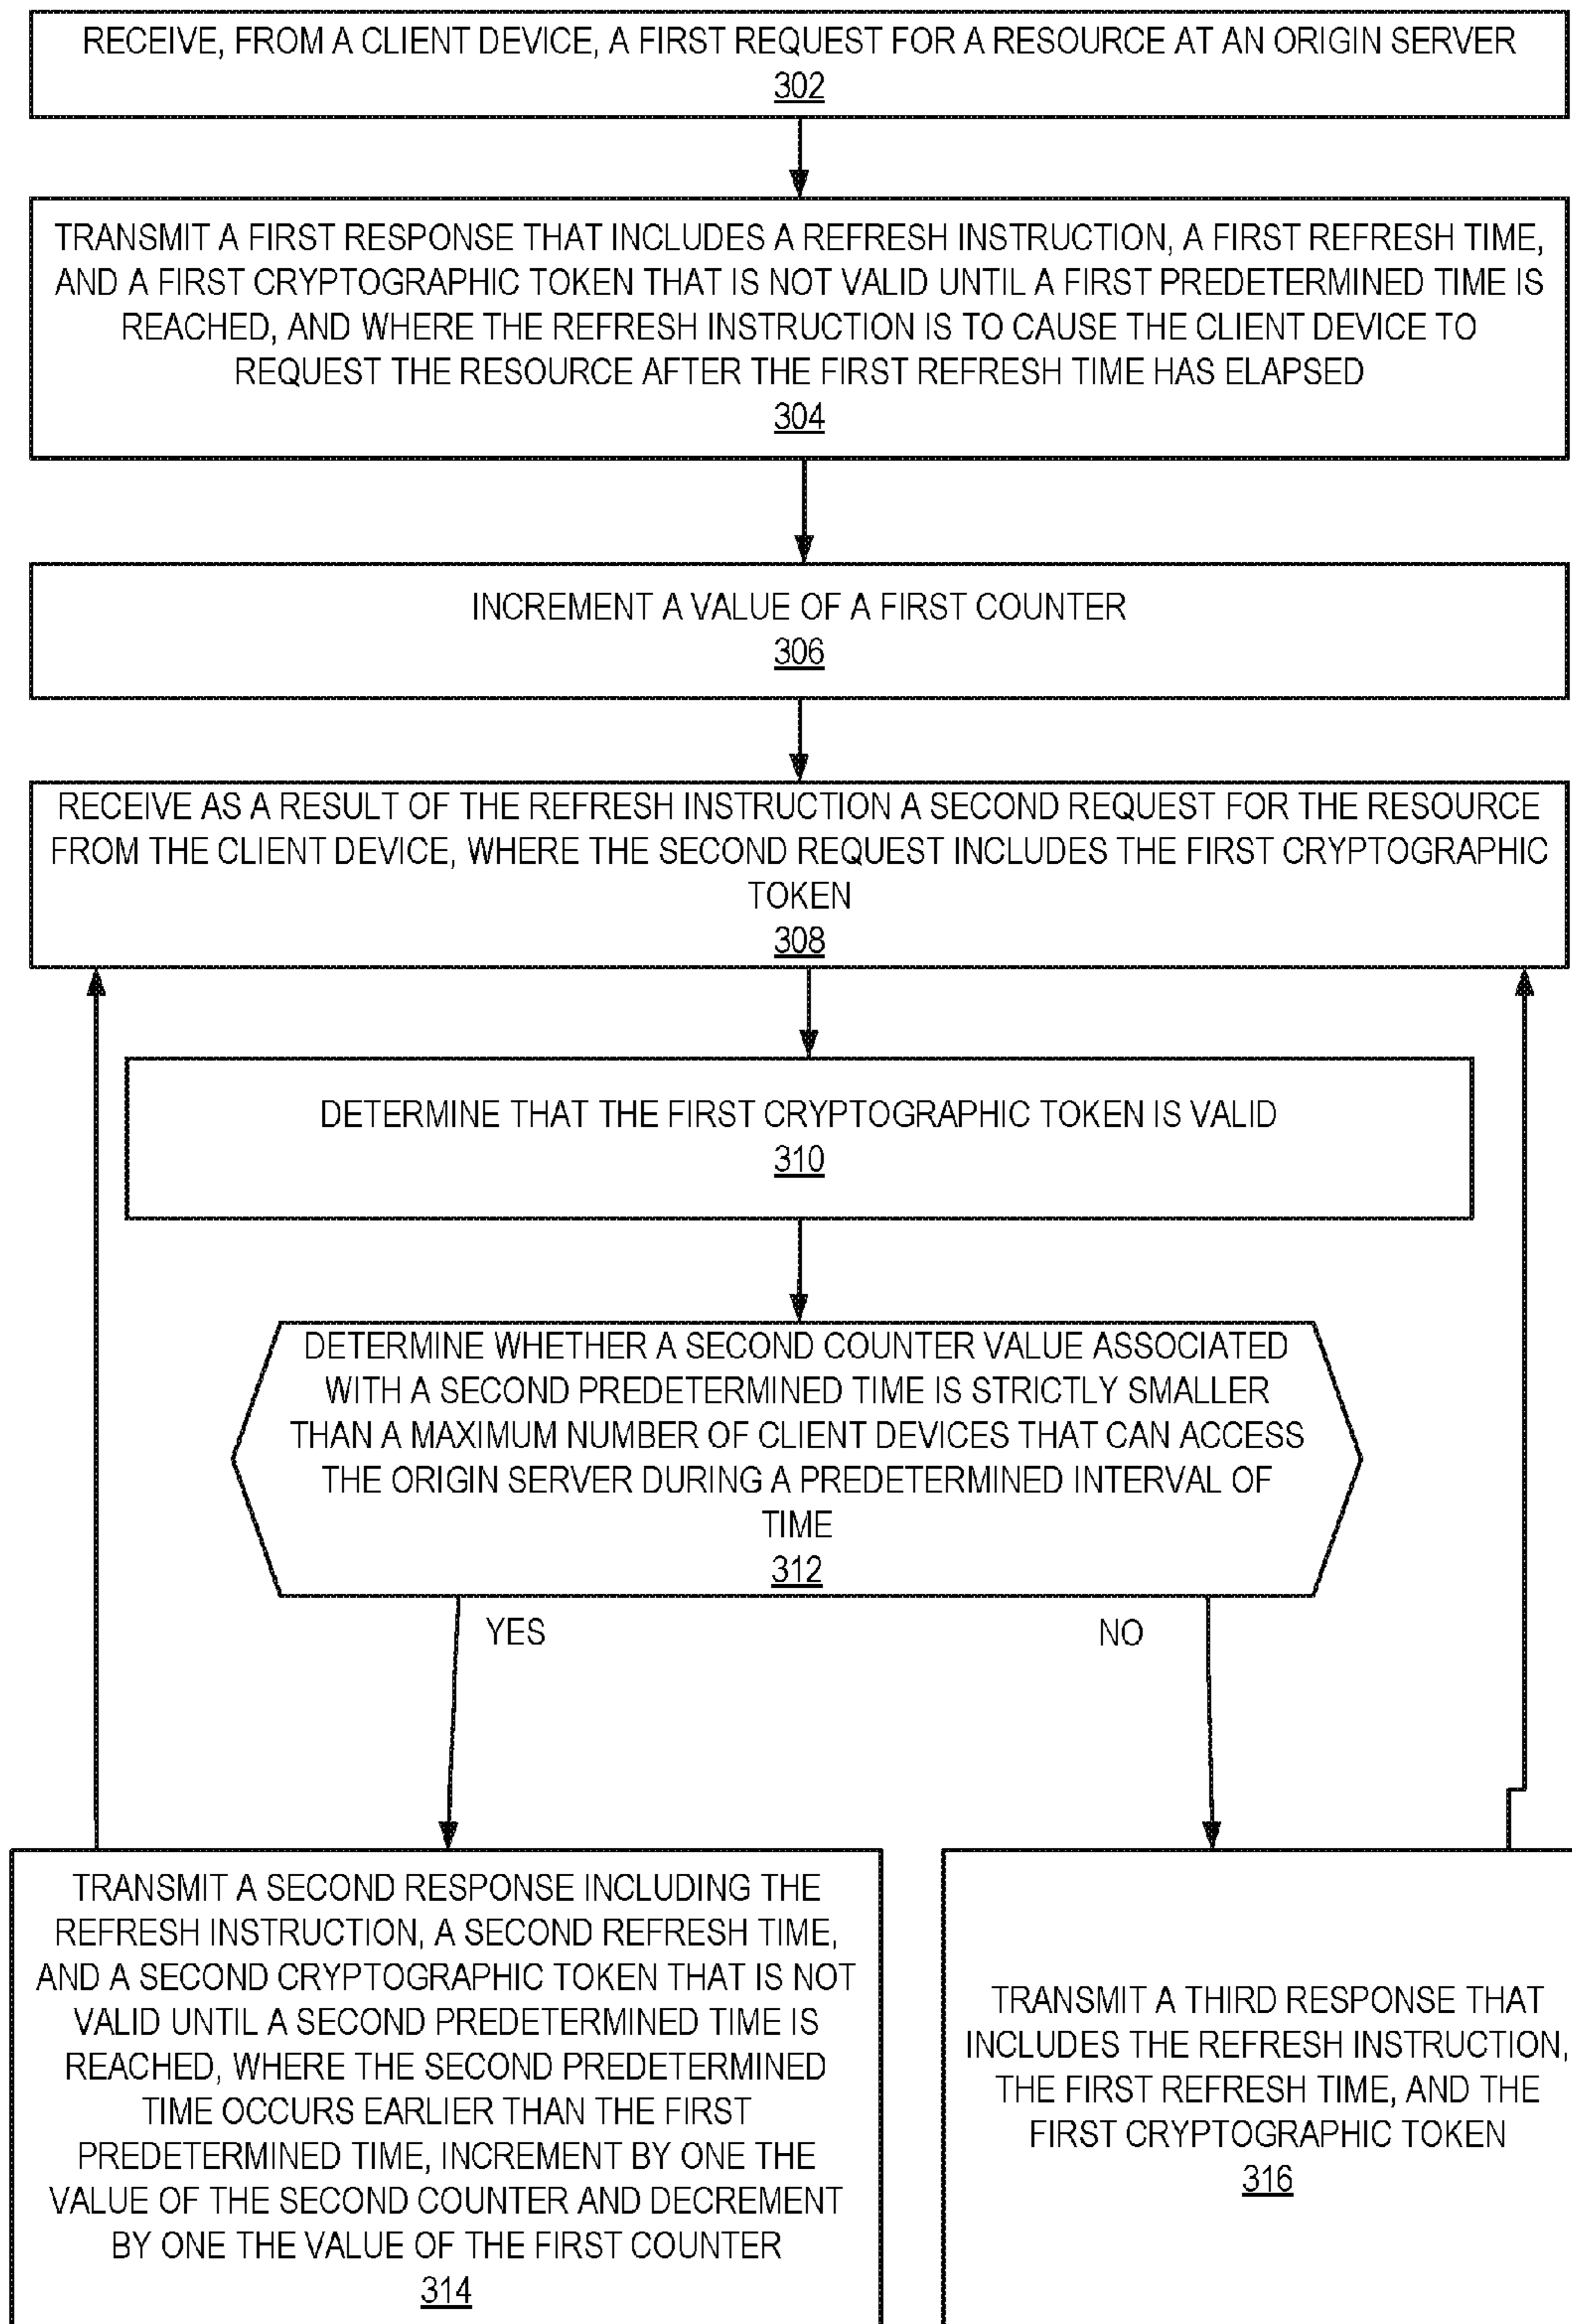 RECEIVE, FROM A CLIENT DEVICE, A FIRST REQUEST FOR A RESOURCE AT AN ORIGIN SERVER
302
TRANSMIT A FIRST RESPONSE THAT INCLUDES A REFRESH INSTRUCTION, A FIRST REFRESH TIME,
AND A FIRST CRYPTOGRAPHIC TOKEN THAT IS NOT VALID UNTIL A FIRST PREDETERMINED TIME IS
REACHED, AND WHERE THE REFRESH INSTRUCTION IS TO CAUSE THE CLIENT DEVICE TO
REQUEST THE RESOURCE AFTER THE FIRST REFRESH TIME HAS ELAPSED
304
INCREMENT A VALUE OF A FIRST COUNTER
306
RECEIVE AS A RESULT OF THE REFRESH INSTRUCTION A SECOND REQUEST FOR THE RESOURCE
FROM THE CLIENT DEVICE, WHERE THE SECOND REQUEST INCLUDES THE FIRST CRYPTOGRAPHIC
TOKEN
308
DETERMINE THAT THE FIRST CRYPTOGRAPHIC TOKEN IS VALID
310
DETERMINE WHETHER A SECOND COUNTER VALUE ASSOCIATED
WITH A SECOND PREDETERMINED TIME IS STRICTLY SMALLER
THAN A MAXIMUM NUMBER OF CLIENT DEVICES THAT CAN ACCESS
THE ORIGIN SERVER DURING A PREDETERMINED INTERVAL OF
TIME
312
YES
NO
TRANSMIT A SECOND RESPONSE INCLUDING THE
REFRESH INSTRUCTION, A SECOND REFRESH TIME,
AND A SECOND CRYPTOGRAPHIC TOKEN THAT IS NOT
VALID UNTIL A SECOND PREDETERMINED TIME IS
REACHED, WHERE THE SECOND PREDETERMINED
TIME OCCURS EARLIER THAN THE FIRST
PREDETERMINED TIME, INCREMENT BY ONE THE
VALUE OF THE SECOND COUNTER AND DECREMENT
BY ONE THE VALUE OF THE FIRST COUNTER
314
TRANSMIT A THIRD RESPONSE THAT
INCLUDES THE REFRESH INSTRUCTION,
THE FIRST REFRESH TIME, AND THE
FIRST CRYPTOGRAPHIC TOKEN
316